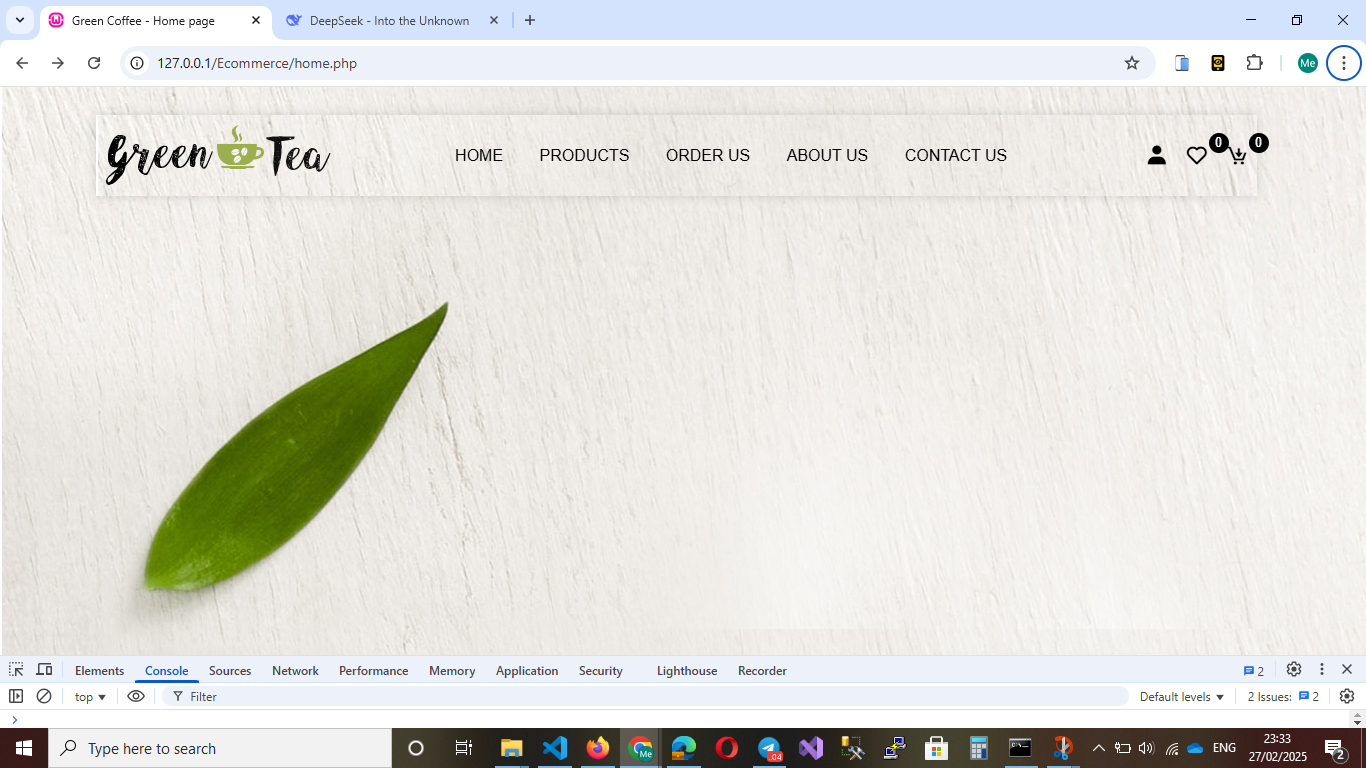 Green Coffee - Home page
DeepSeek - Into the Unknown
127.0.0.1/Ecommerce/home.php
Me
Green Tea
HOME PRODUCTS ORDER US ABOUT US CONTACT US
0 0
Elements Console Sources Network Performance Memory Application Security Lighthouse Recorder 2
top Filter Default levels 2 Issues: 2
Type here to search
Me
.04
ENG
23:33
27/02/2025
2